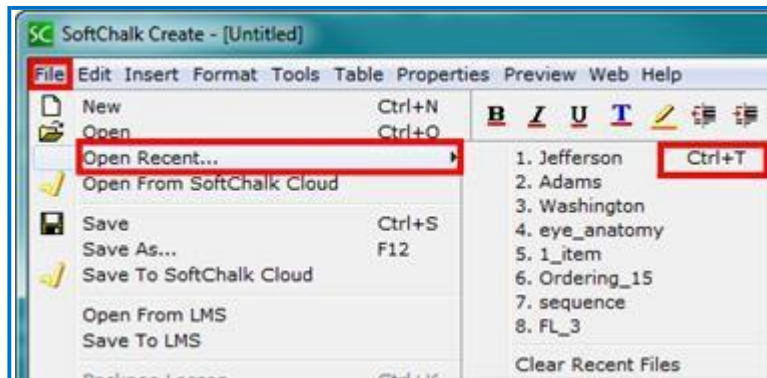 SC SoftChalk Create - [Untitled]
File Edit Insert Format Tools Table Properties Preview Web Help
New Ctrl+N
B I U T
Open Ctrl+O
Open Recent...
Open From SoftChalk Cloud
Save Ctrl+S
Save As... F12
Save To SoftChalk Cloud
Open From LMS
Save To LMS
1. Jefferson Ctrl+T
2. Adams
3. Washington
4. eye_anatomy
5. 1_item
6. Ordering_15
7. sequence
8. FL_3
Clear Recent Files